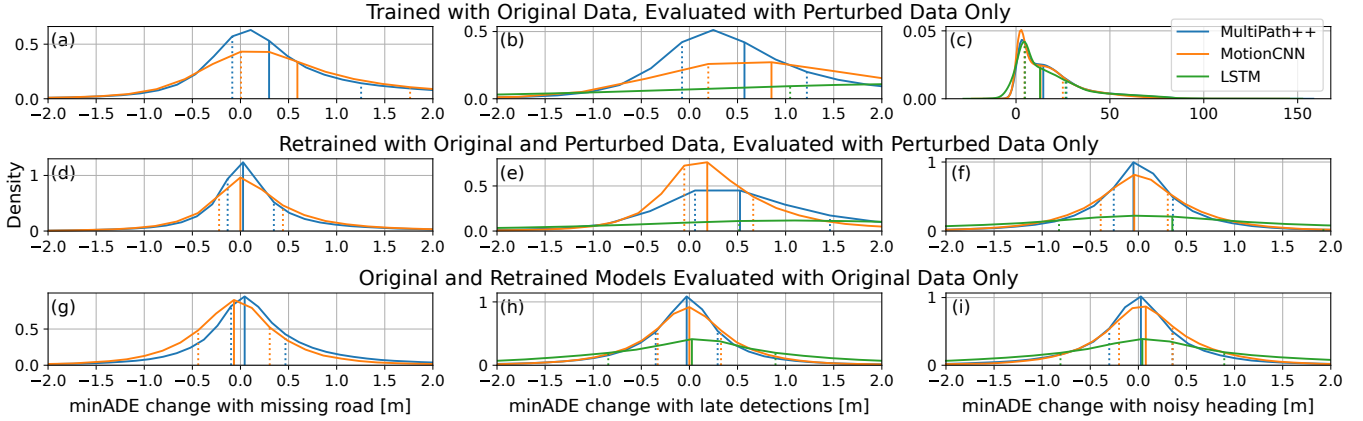 Trained with Original Data, Evaluated with Perturbed Data Only
(a)
0.5
0.0
−2.0 −1.5 −1.0 −0.5 0.0 0.5 1.0 1.5 2.0
(b)
0.5
0.0
−2.0 −1.5 −1.0 −0.5 0.0 0.5 1.0 1.5 2.0
(c)
0.05
0.00
0 50 100 150
MultiPath++
MotionCNN
LSTM
Retrained with Original and Perturbed Data, Evaluated with Perturbed Data Only
Density
(d)
1
0
−2.0 −1.5 −1.0 −0.5 0.0 0.5 1.0 1.5 2.0
(e)
0.5
0.0
−2.0 −1.5 −1.0 −0.5 0.0 0.5 1.0 1.5 2.0
(f)
1
0
−2.0 −1.5 −1.0 −0.5 0.0 0.5 1.0 1.5 2.0
Original and Retrained Models Evaluated with Original Data Only
(g)
0.5
0.0
−2.0 −1.5 −1.0 −0.5 0.0 0.5 1.0 1.5 2.0
minADE change with missing road [m]
(h)
1
0
−2.0 −1.5 −1.0 −0.5 0.0 0.5 1.0 1.5 2.0
minADE change with late detections [m]
(i)
1
0
−2.0 −1.5 −1.0 −0.5 0.0 0.5 1.0 1.5 2.0
minADE change with noisy heading [m]